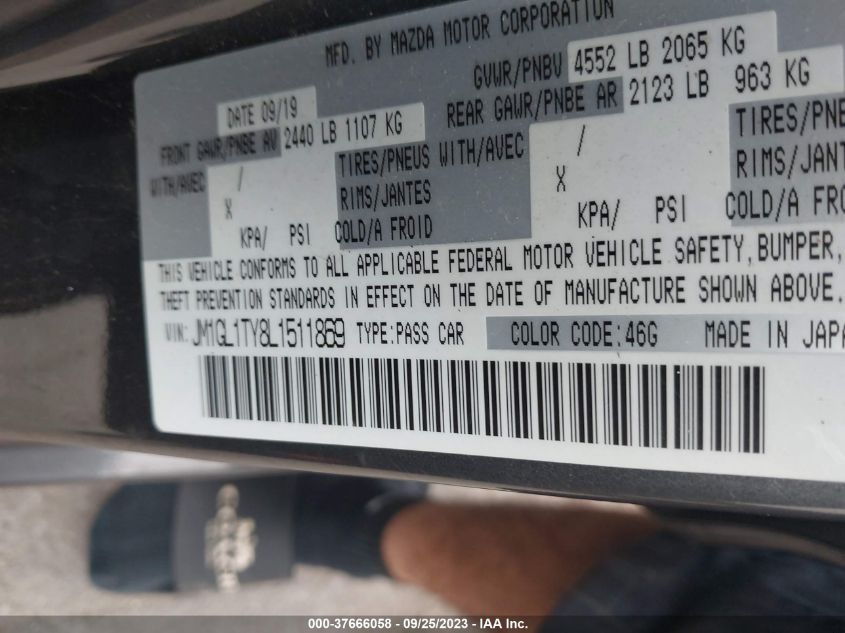 MFD. BY MAZDA MOTOR CORPORATION
DATE 09/19 GVWR/PNBV 4552 LB 2065 KG
FRONT GAWR/PNBE AV 2440 LB 1107 KG REAR GAWR/PNBE AR 2123 LB 963 KG
WITH/AVEC / TIRES/PNEUS WITH/AVEC / TIRES/PNE
X RIMS/JANTES X RIMS/JANTE
KPA/ PSI COLD/A FROID KPA/ PSI COLD/A FRO
THIS VEHICLE CONFORMS TO ALL APPLICABLE FEDERAL MOTOR VEHICLE SAFETY, BUMPER,
THEFT PREVENTION STANDARDS IN EFFECT ON THE DATE OF MANUFACTURE SHOWN ABOVE.
VIN: JM1GL1TY8L1511869 TYPE:PASS CAR COLOR CODE:46G MADE IN JAPA
000-37666058 - 09/25/2023 - IAA Inc.